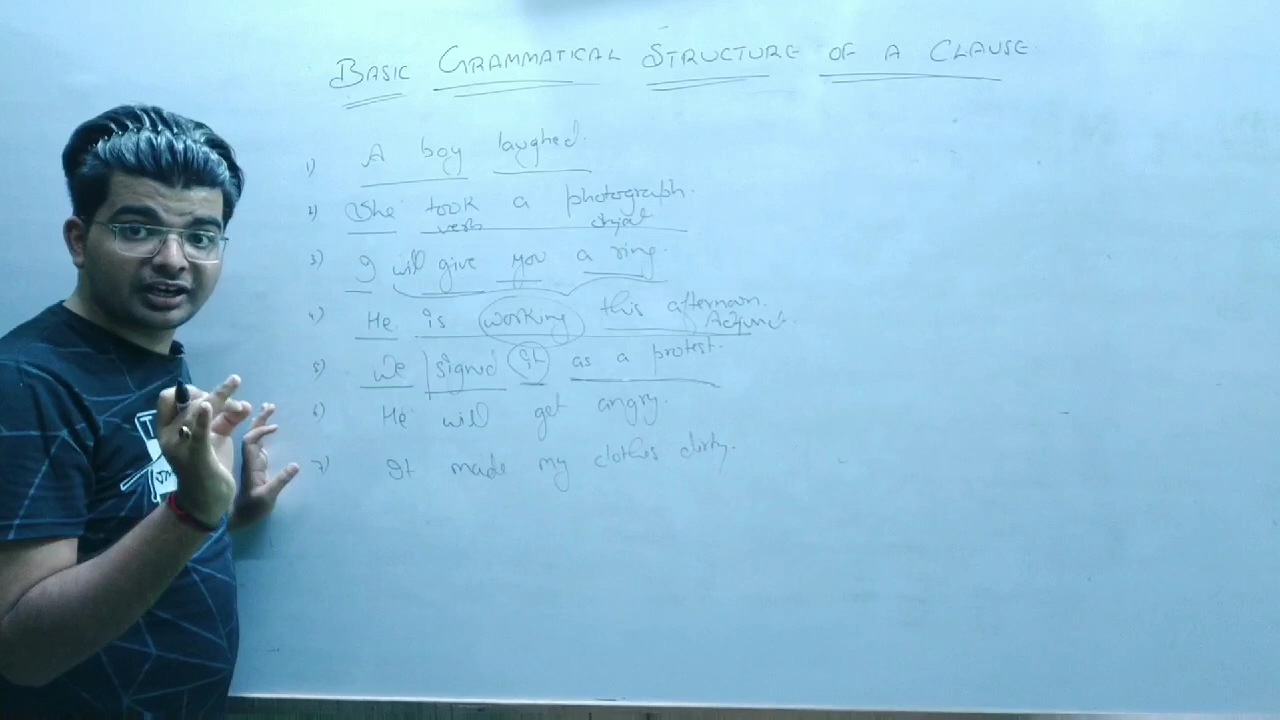 BASIC GRAMMATICAL STRUCTURE OF A CLAUSE
1) A boy laughed.
2) She took a photograph.
verb object
3) I will give you a ring.
4) He is working this afternoon.
Adjunct
5) We signed it as a protest.
6) He will get angry.
7) It made my clothes dirty.